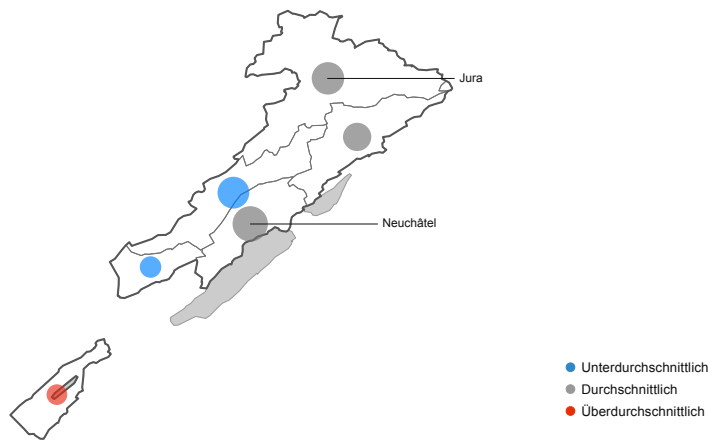 Jura
Neuchâtel
Unterdurchschnittlich
Durchschnittlich
Überdurchschnittlich